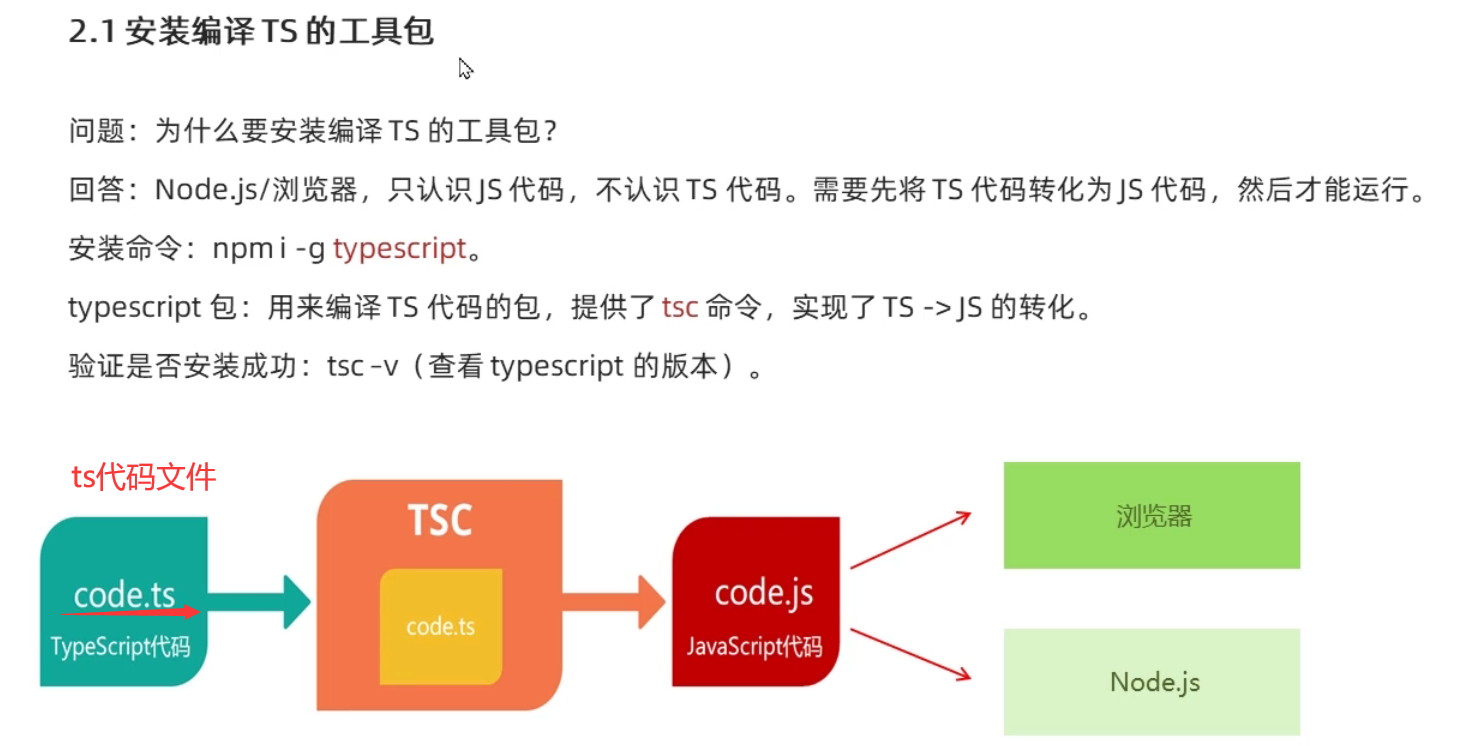 2.1 安装编译 TS 的工具包
问题：为什么要安装编译 TS 的工具包？
回答：Node.js/浏览器，只认识 JS 代码，不认识 TS 代码。需要先将 TS 代码转化为 JS 代码，然后才能运行。
安装命令：npm i -g typescript。
typescript 包：用来编译 TS 代码的包，提供了 tsc 命令，实现了 TS -> JS 的转化。
验证是否安装成功：tsc –v（查看 typescript 的版本）。
ts代码文件
code.ts
TypeScript代码
TSC
code.ts
code.js
JavaScript代码
浏览器
Node.js